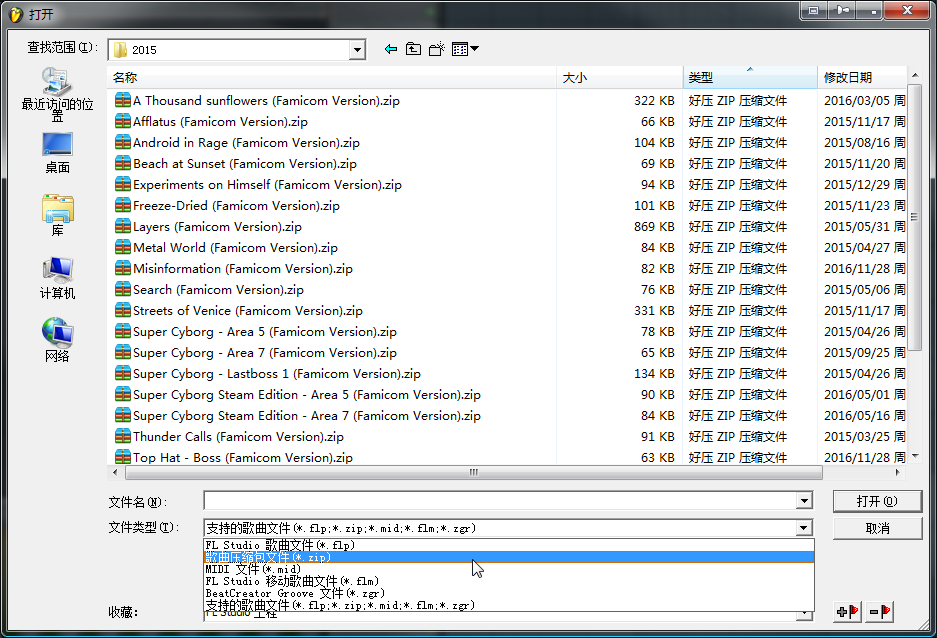 打开
查找范围(I):
2015
最近访问的位置
桌面
库
计算机
网络
名称 大小 类型 修改日期
A Thousand sunflowers (Famicom Version).zip 322 KB 好压 ZIP 压缩文件 2016/03/05 周
Afflatus (Famicom Version).zip 66 KB 好压 ZIP 压缩文件 2015/11/17 周
Android in Rage (Famicom Version).zip 104 KB 好压 ZIP 压缩文件 2015/08/16 周
Beach at Sunset (Famicom Version).zip 69 KB 好压 ZIP 压缩文件 2015/11/20 周
Experiments on Himself (Famicom Version).zip 94 KB 好压 ZIP 压缩文件 2015/12/29 周
Freeze-Dried (Famicom Version).zip 101 KB 好压 ZIP 压缩文件 2015/11/23 周
Layers (Famicom Version).zip 869 KB 好压 ZIP 压缩文件 2015/05/31 周
Metal World (Famicom Version).zip 84 KB 好压 ZIP 压缩文件 2015/04/27 周
Misinformation (Famicom Version).zip 82 KB 好压 ZIP 压缩文件 2016/11/28 周
Search (Famicom Version).zip 76 KB 好压 ZIP 压缩文件 2015/05/06 周
Streets of Venice (Famicom Version).zip 331 KB 好压 ZIP 压缩文件 2015/11/17 周
Super Cyborg - Area 5 (Famicom Version).zip 78 KB 好压 ZIP 压缩文件 2015/04/26 周
Super Cyborg - Area 7 (Famicom Version).zip 65 KB 好压 ZIP 压缩文件 2015/09/25 周
Super Cyborg - Lastboss 1 (Famicom Version).zip 134 KB 好压 ZIP 压缩文件 2015/04/26 周
Super Cyborg Steam Edition - Area 5 (Famicom Version).zip 90 KB 好压 ZIP 压缩文件 2016/05/01 周
Super Cyborg Steam Edition - Area 7 (Famicom Version).zip 84 KB 好压 ZIP 压缩文件 2016/05/16 周
Thunder Calls (Famicom Version).zip 91 KB 好压 ZIP 压缩文件 2015/03/25 周
Top Hat - Boss (Famicom Version).zip 63 KB 好压 ZIP 压缩文件 2016/11/28 周
文件名(N): 打开(O)
文件类型(T): 支持的歌曲文件(*.flp;*.zip;*.mid;*.flm;*.zgr) 取消
FL Studio 歌曲文件(*.flp)
歌曲压缩包文件(*.zip)
MIDI 文件(*.mid)
FL Studio 移动歌曲文件(*.flm)
BeatCreator Groove 文件(*.zgr)
支持的歌曲文件(*.flp;*.zip;*.mid;*.flm;*.zgr)
收藏: FL Studio 工程